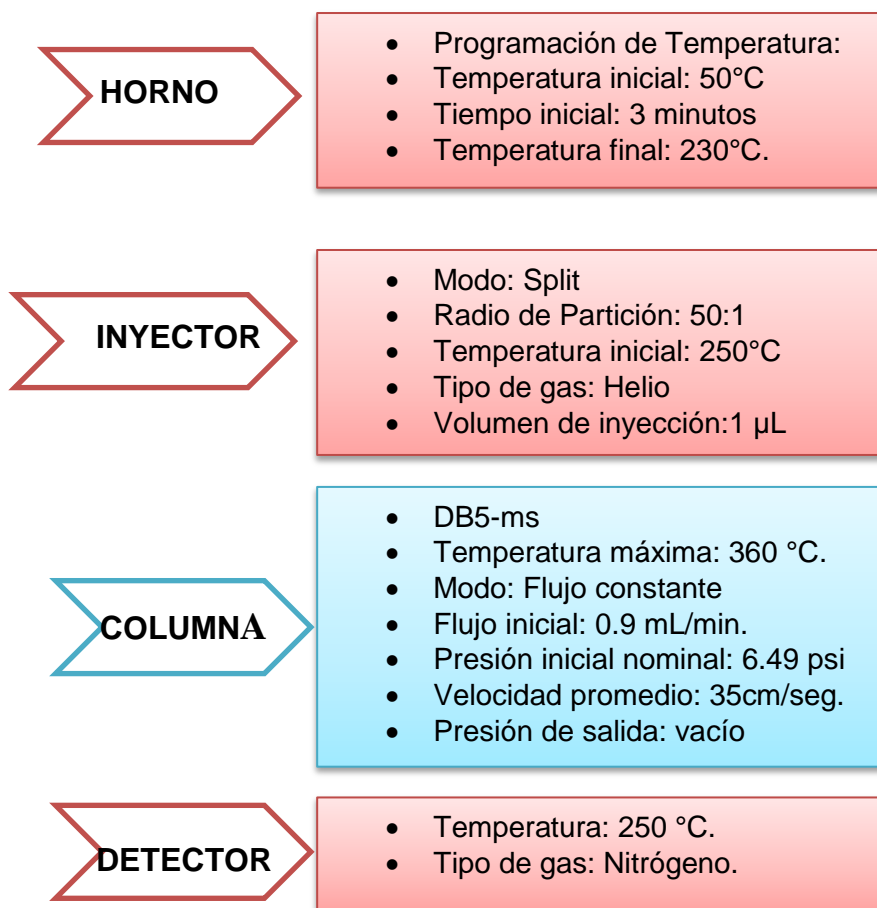 HORNO
• Programación de Temperatura:
• Temperatura inicial: 50°C
• Tiempo inicial: 3 minutos
• Temperatura final: 230°C.
INYECTOR
• Modo: Split
• Radio de Partición: 50:1
• Temperatura inicial: 250°C
• Tipo de gas: Helio
• Volumen de inyección:1 µL
COLUMNA
• DB5-ms
• Temperatura máxima: 360 °C.
• Modo: Flujo constante
• Flujo inicial: 0.9 mL/min.
• Presión inicial nominal: 6.49 psi
• Velocidad promedio: 35cm/seg.
• Presión de salida: vacío
DETECTOR
• Temperatura: 250 °C.
• Tipo de gas: Nitrógeno.